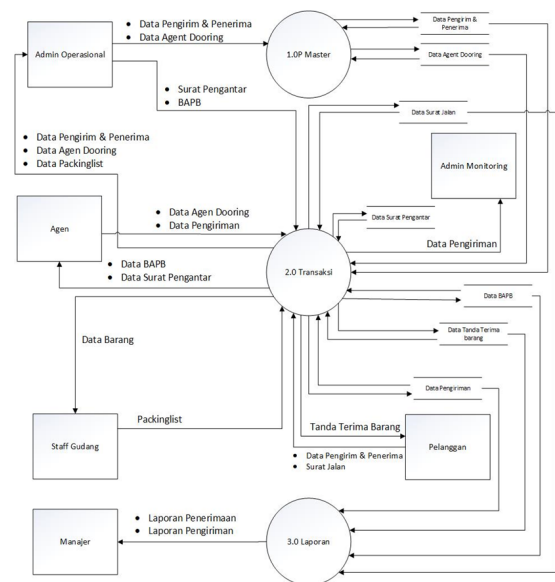 Data Pengirim & Penerima
Data Agent Dooring
Data Pengirim &
Penerima
Admin Operasional
1.0P Master
Data Agent Dooring
Surat Pengantar
BAPB
Data Surat Jalan
Data Pengirim & Penerima
Data Agen Dooring
Data Packinglist
Admin Monitoring
Agen
Data Agen Dooring
Data Pengiriman
Data Surat Pengantar
Data Pengiriman
Data BAPB
Data Surat Pengantar
2.0 Transaksi
Data BAPB
Data Tanda Terima
barang
Data Barang
Data Pengiriman
Packinglist
Tanda Terima Barang
Staff Gudang
Data Pengirim & Penerima
Surat Jalan
Pelanggan
Laporan Penerimaan
Laporan Pengiriman
Manajer
3.0 Laporan